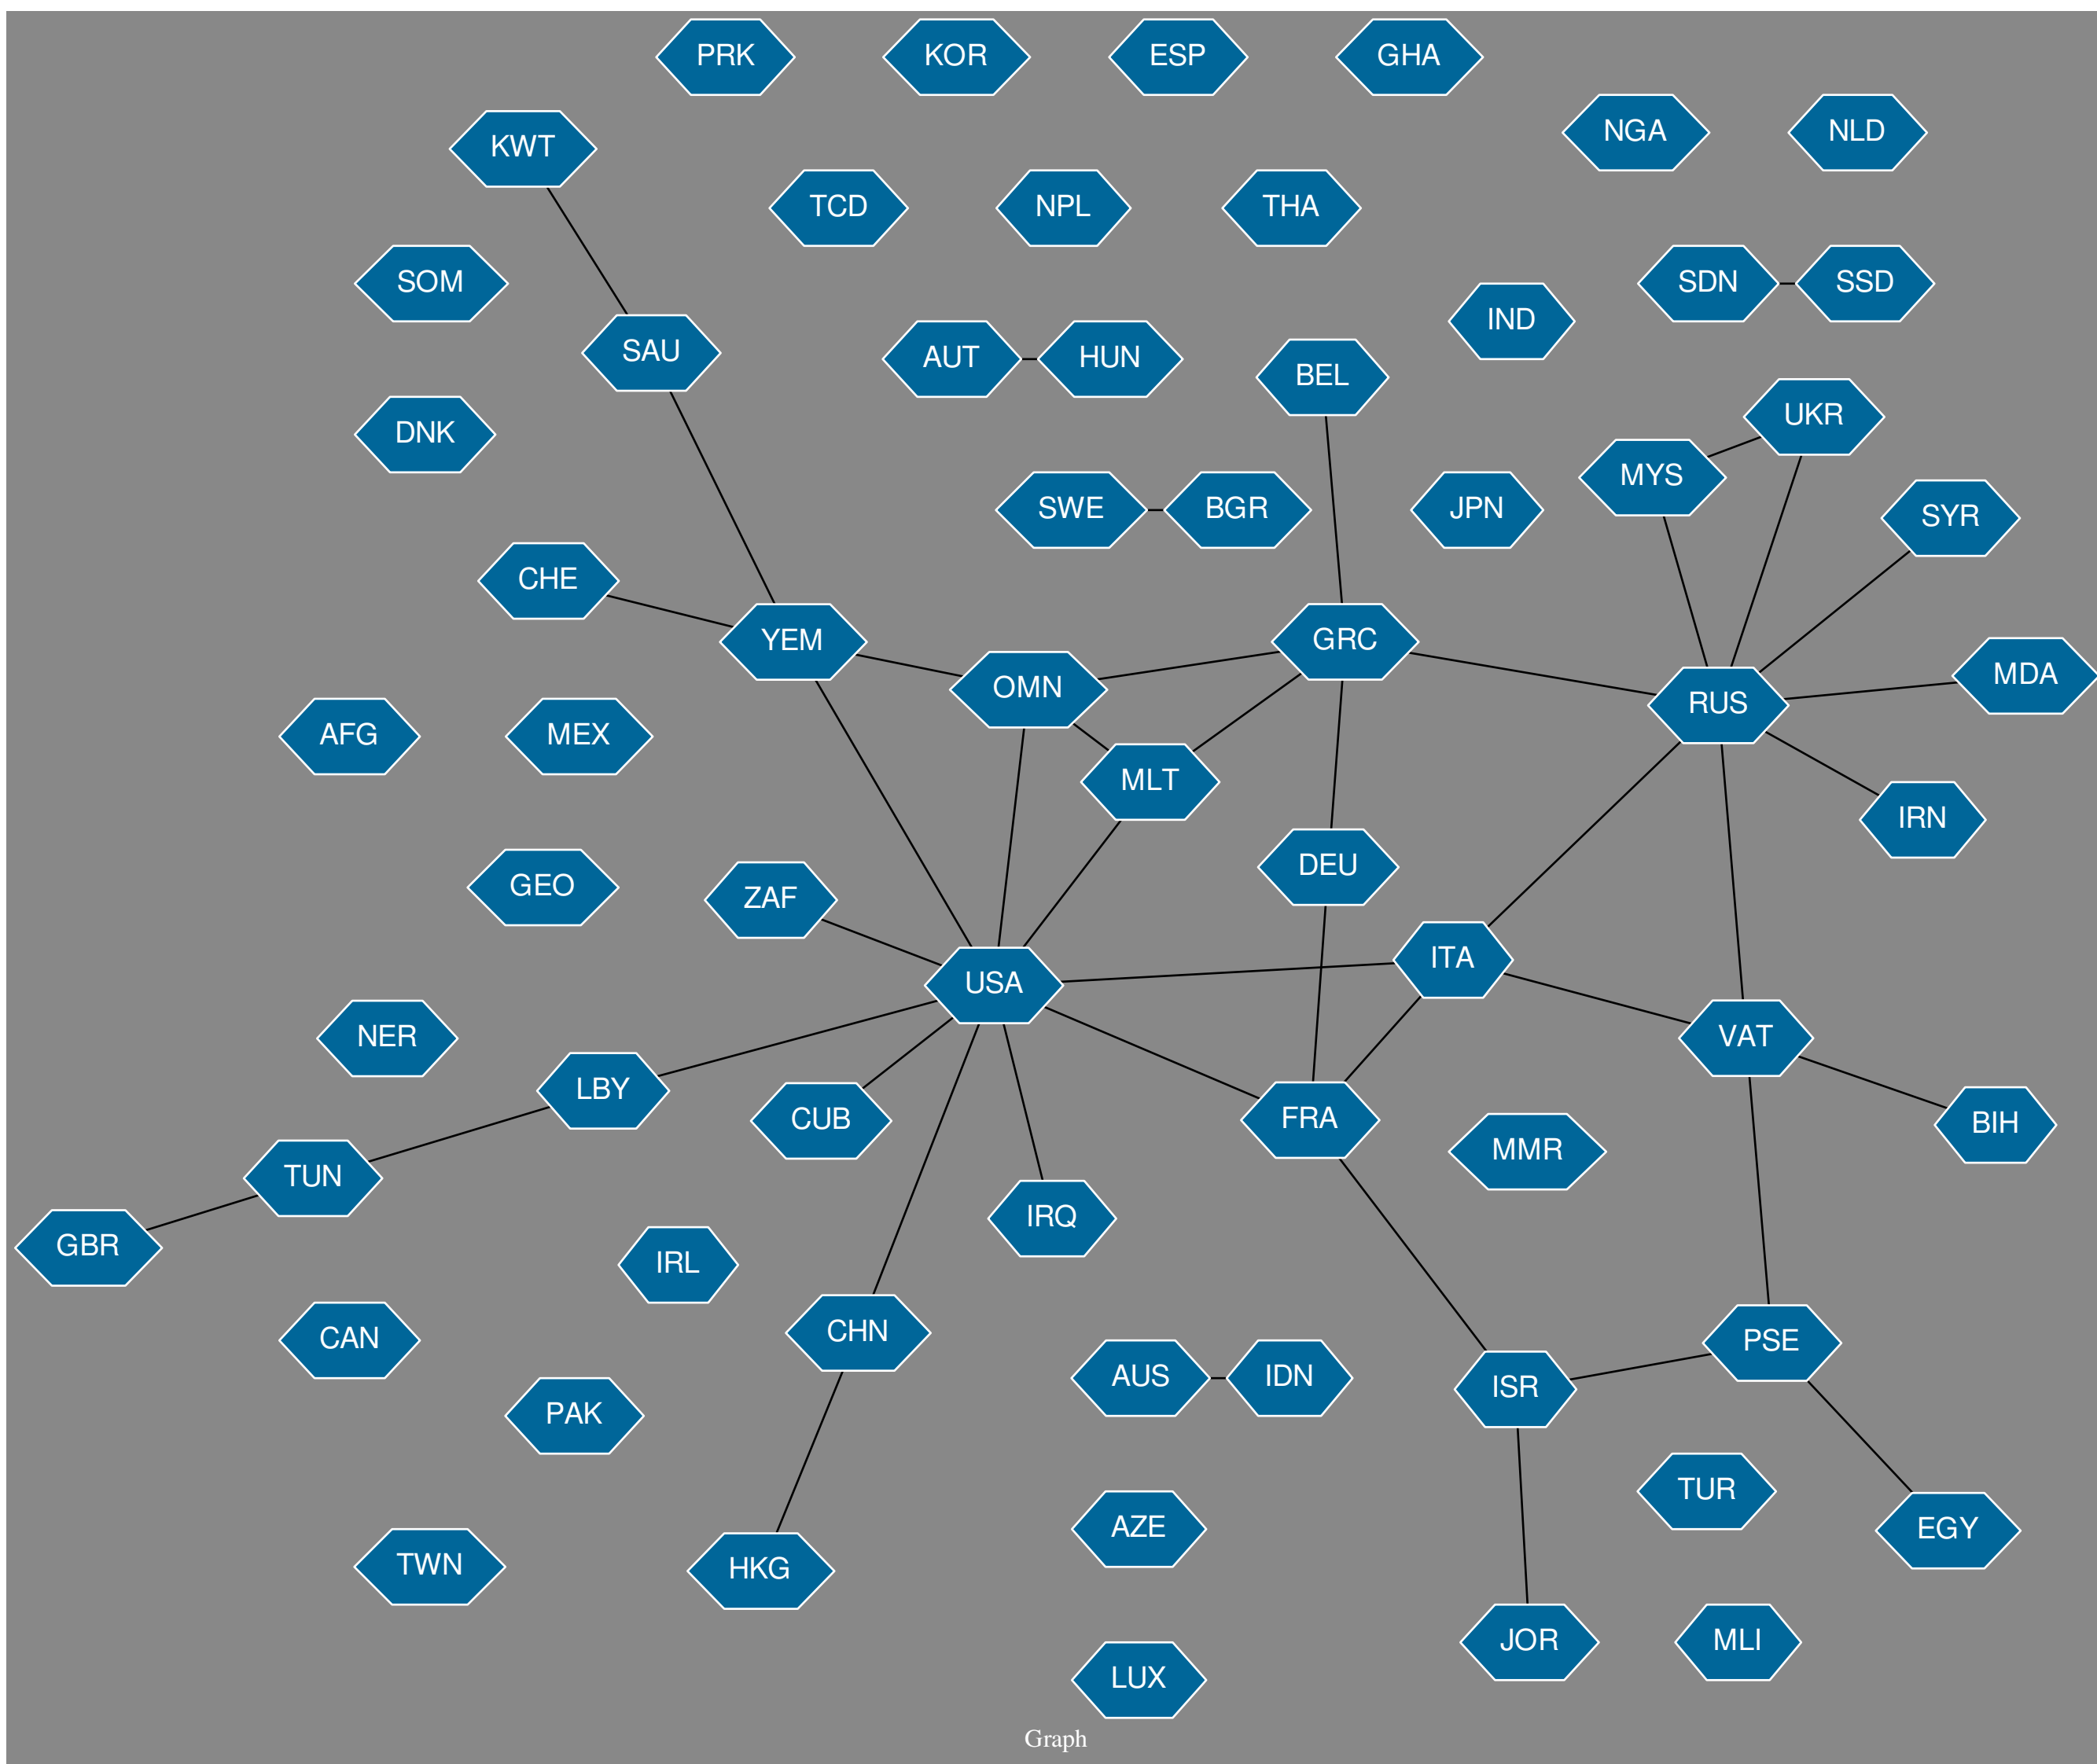 PRK KOR ESP GHA
NGA NLD
KWT
TCD NPL THA
SOM SDN SSD
IND
SAU AUT HUN
BEL
UKR
DNK
MYS
SWE BGR JPN SYR
CHE
YEM GRC
OMN MDA
RUS
AFG MEX
MLT
IRN
DEU
GEO ZAF
ITA
USA
NER VAT
LBY
CUB FRA BIH
MMR
TUN
IRQ
GBR
IRL
CHN
CAN PSE
AUS IDN ISR
PAK
TUR
AZE EGY
TWN HKG
JOR MLI
LUX
Graph